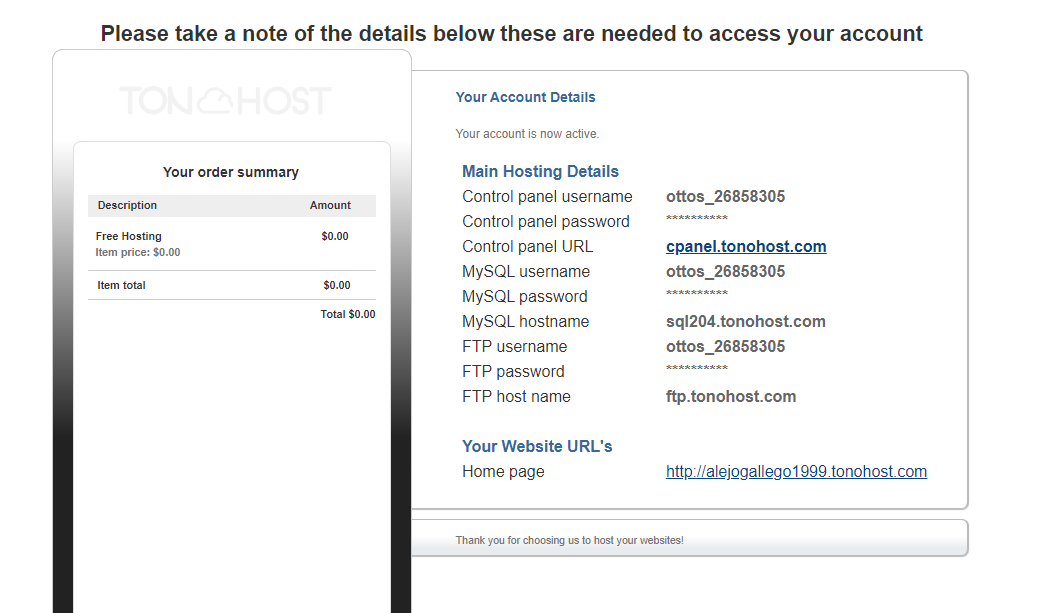 Please take a note of the details below these are needed to access your account
TONOHOST
Your order summary
Description Amount
Free Hosting $0.00
Item price: $0.00
Item total $0.00
Total $0.00
Your Account Details
Your account is now active.
Main Hosting Details
Control panel username ottos_26858305
Control panel password **********
Control panel URL cpanel.tonohost.com
MySQL username ottos_26858305
MySQL password **********
MySQL hostname sql204.tonohost.com
FTP username ottos_26858305
FTP password **********
FTP host name ftp.tonohost.com
Your Website URL's
Home page http://alejogallego1999.tonohost.com
Thank you for choosing us to host your websites!